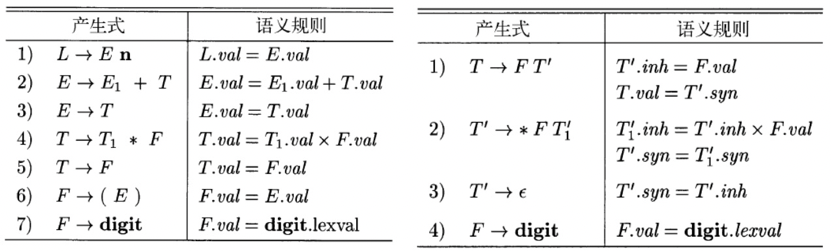 产生式 语义规则
1) L → E n L.val = E.val
2) E → E₁ + T E.val = E₁.val + T.val
3) E → T E.val = T.val
4) T → T₁ * F T.val = T₁.val × F.val
5) T → F T.val = F.val
6) F → ( E ) F.val = E.val
7) F → digit F.val = digit.lexval
产生式 语义规则
1) T → F T′ T′.inh = F.val
T.val = T′.syn
2) T′ → * F T′₁ T′₁.inh = T′.inh × F.val
T′.syn = T′₁.syn
3) T′ → ϵ T′.syn = T′.inh
4) F → digit F.val = digit.lexval